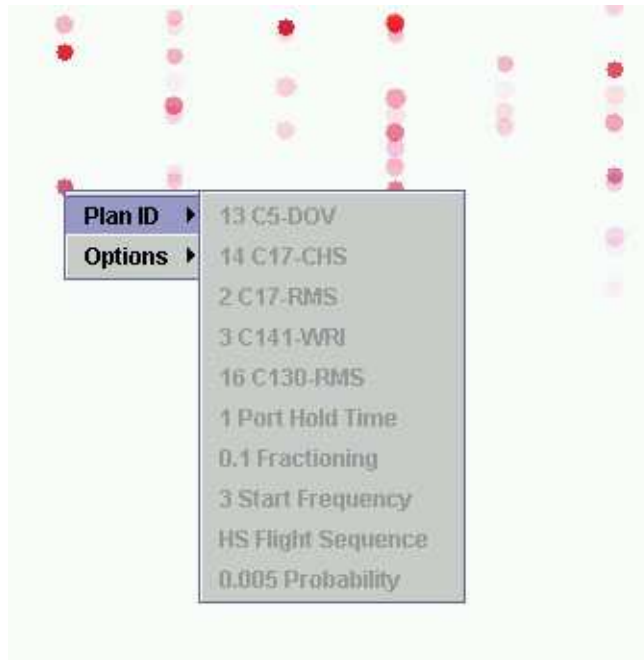 Plan ID
Options
13 C5-DOV
14 C17-CHS
2 C17-RMS
3 C141-WRI
16 C130-RMS
1 Port Hold Time
0.1 Fractioning
3 Start Frequency
HS Flight Sequence
0.005 Probability